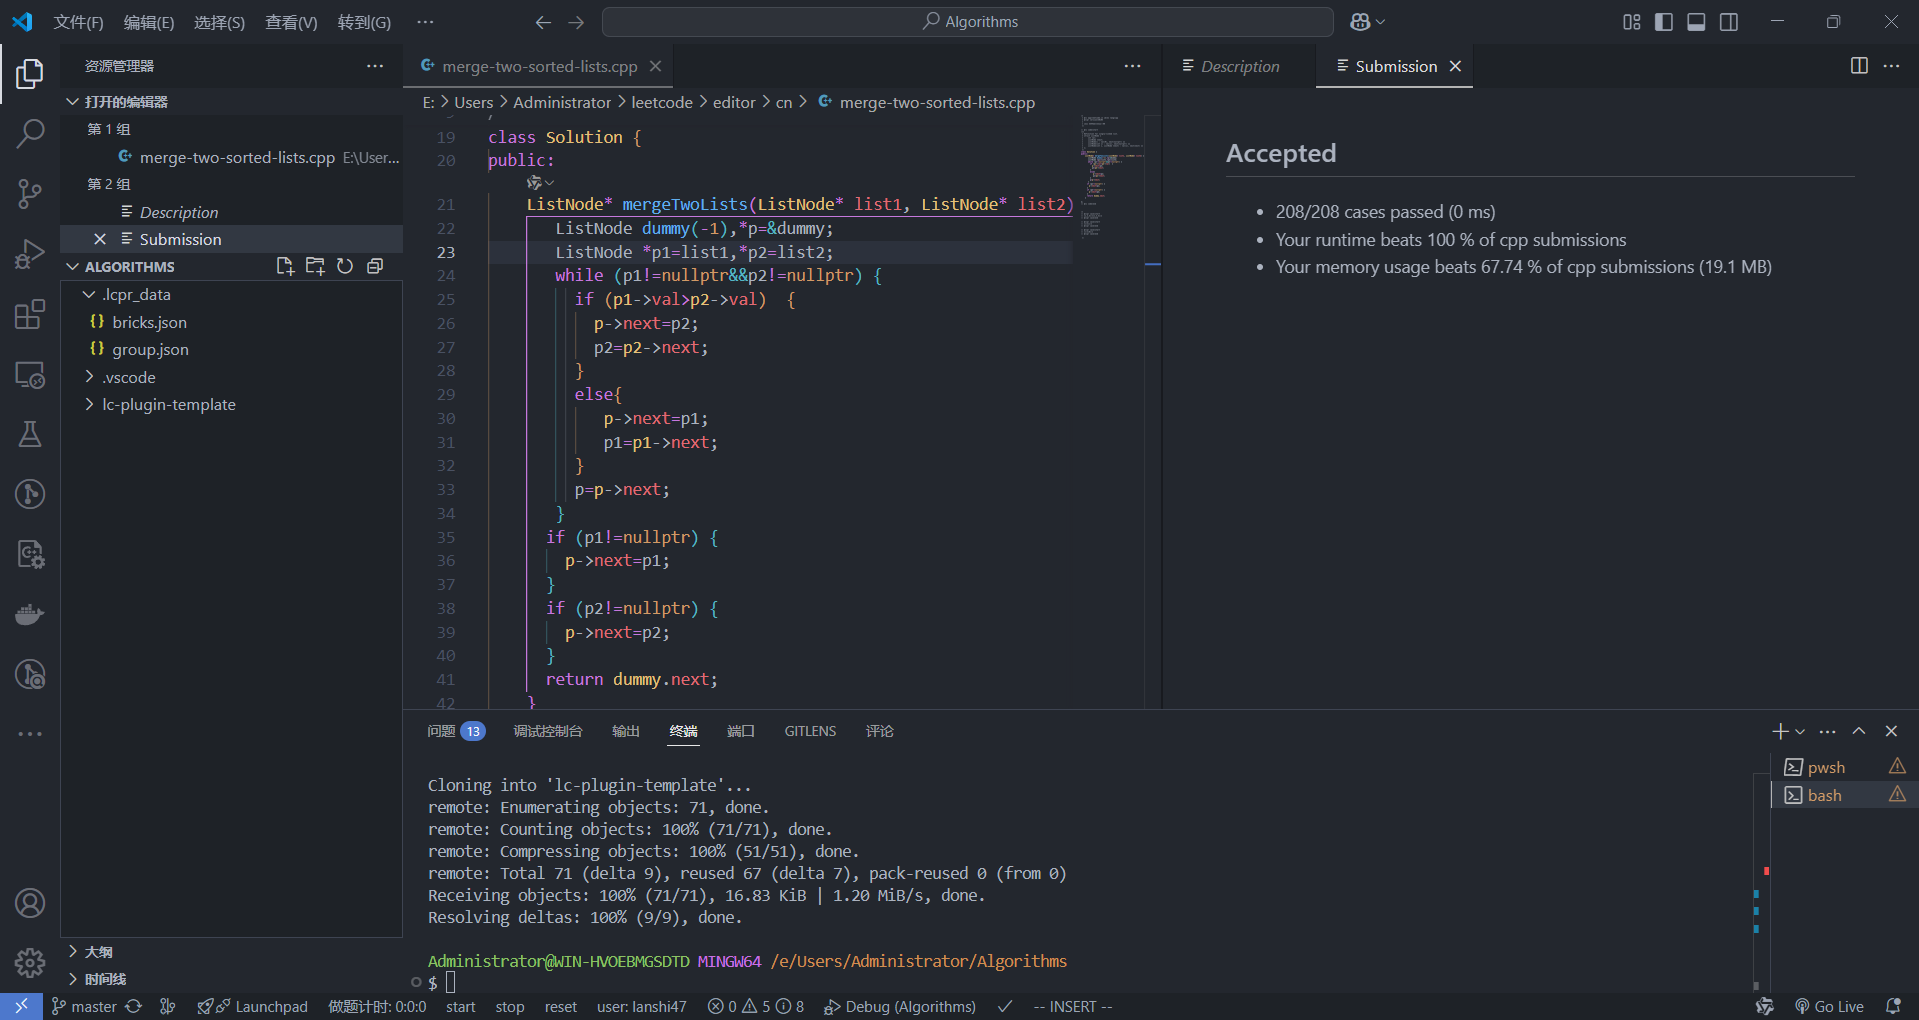 文件(F) 编辑(E) 选择(S) 查看(V) 转到(G) ··· Algorithms
资源管理器 ···
打开的编辑器
第 1 组
merge-two-sorted-lists.cpp E:\User...
第 2 组
Description
Submission
ALGORITHMS
.lcpr_data
bricks.json
group.json
.vscode
lc-plugin-template
大纲
时间线
merge-two-sorted-lists.cpp
E: > Users > Administrator > leetcode > editor > cn > merge-two-sorted-lists.cpp
19 class Solution {
20 public:
21 ListNode* mergeTwoLists(ListNode* list1, ListNode* list2)
22 ListNode dummy(-1),*p=&dummy;
23 ListNode *p1=list1,*p2=list2;
24 while (p1!=nullptr&&p2!=nullptr) {
25 if (p1->val>p2->val)  {
26 p->next=p2;
27 p2=p2->next;
28 }
29 else{
30 p->next=p1;
31 p1=p1->next;
32 }
33 p=p->next;
34 }
35 if (p1!=nullptr) {
36 p->next=p1;
37 }
38 if (p2!=nullptr) {
39 p->next=p2;
40 }
41 return dummy.next;
42 }
Description Submission
Accepted
• 208/208 cases passed (0 ms)
• Your runtime beats 100 % of cpp submissions
• Your memory usage beats 67.74 % of cpp submissions (19.1 MB)
问题 13 调试控制台 输出 终端 端口 GITLENS 评论
Cloning into 'lc-plugin-template'...
remote: Enumerating objects: 71, done.
remote: Counting objects: 100% (71/71), done.
remote: Compressing objects: 100% (51/51), done.
remote: Total 71 (delta 9), reused 67 (delta 7), pack-reused 0 (from 0)
Receiving objects: 100% (71/71), 16.83 KiB | 1.20 MiB/s, done.
Resolving deltas: 100% (9/9), done.
Administrator@WIN-HVOEBMGSDTD MINGW64 /e/Users/Administrator/Algorithms
$
pwsh
bash
master Launchpad 做题计时: 0:0:0 start stop reset user: lanshi47 0 5 8 Debug (Algorithms) -- INSERT -- Go Live